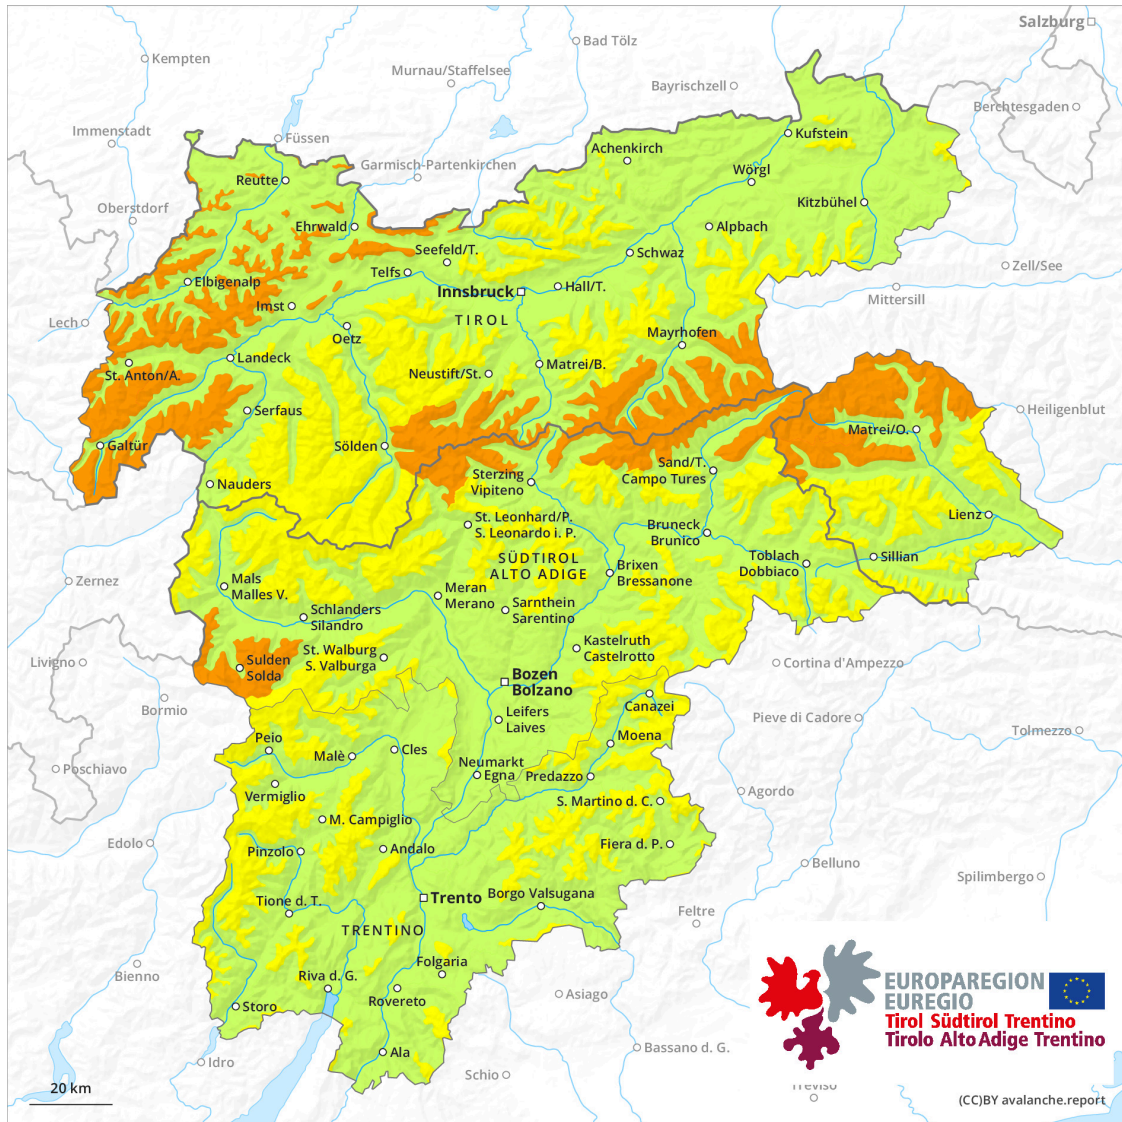 Salzburg
Bad Tölz
Kempten
Murnau/Staffelsee
Bayrischzell
Berchtesgaden
Immenstadt
Füssen
Kufstein
Achenkirch
Garmisch-Partenkirchen
Wörgl
Reutte
Oberstdorf
Kitzbühel
Ehrwald
Alpbach
Seefeld/T.
Schwaz
Telfs
Zell/See
Elbigenalp
Innsbruck
Hall/T.
Mittersill
Imst
TIROL
Lech
Oetz
Mayrhofen
Landeck
Matrei/B.
St. Anton/A.
Neustift/St.
Serfaus
Heiligenblut
Matrei/O.
Galtür
Sölden
Sand/T.
Campo Tures
Sterzing
Vipiteno
Nauders
St. Leonhard/P.
S. Leonardo i. P.
Lienz
Bruneck
Brunico
SÜDTIROL
ALTO ADIGE
Toblach
Dobbiaco
Sillian
Brixen
Bressanone
Zernez
Mals
Malles V.
Meran
Merano
Sarnthein
Sarentino
Schlanders
Silandro
Kastelruth
Castelrotto
St. Walburg
S. Valburga
Livigno
Sulden
Solda
Cortina d'Ampezzo
Bozen
Bolzano
Bormio
Canazei
Leifers
Laives
Pieve di Cadore
Tolmezzo
Peio
Moena
Malè
Cles
Neumarkt
Egna
Predazzo
Poschiavo
Vermiglio
Agordo
S. Martino d. C.
M. Campiglio
Edolo
Pinzolo
Andalo
Fiera d. P.
Belluno
Spilimbergo
Trento
Borgo Valsugana
Tione d. T.
Feltre
TRENTINO
Bienno
Folgaria
Riva d. G.
Rovereto
Asiago
Storo
EUROPAREGION
EUREGIO
Tirol Südtirol Trentino
Tirolo Alto Adige Trentino
Idro
Ala
Bassano d. G.
Schio
Treviso
20 km
(CC)BY avalanche.report